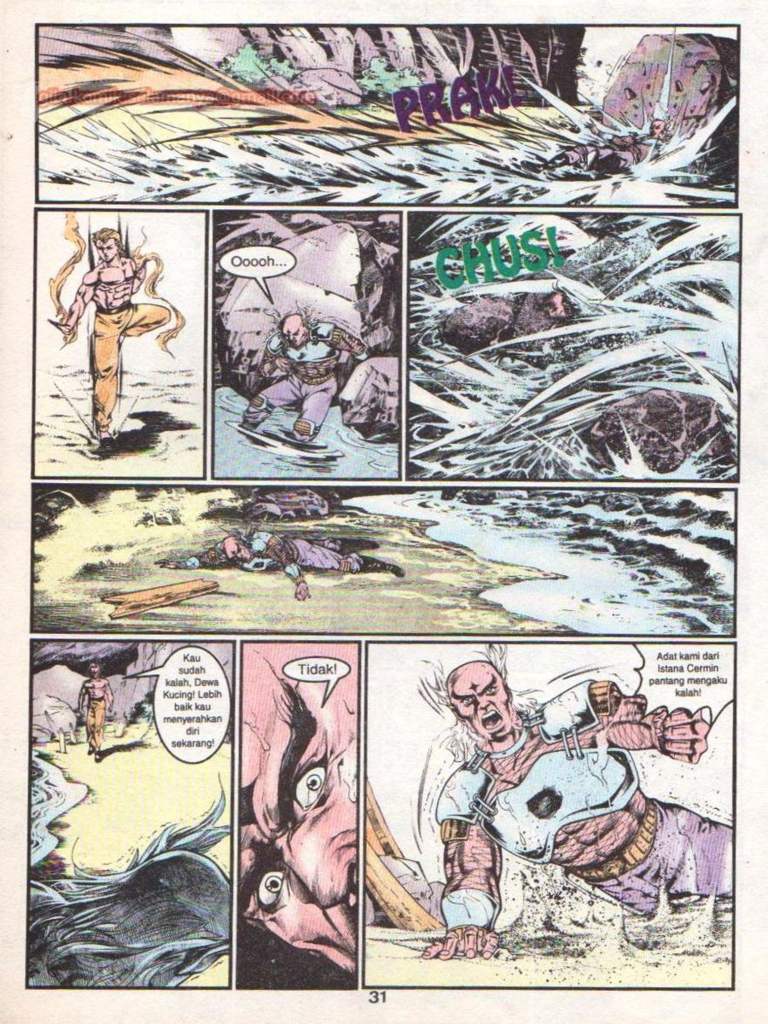 PRAK!
Ooooh...
CHUS!
Kau
sudah
kalah, Dewa
Kucing! Lebih
baik kau
menyerahkan
diri
sekarang!
Tidak!
Adat kami dari
Istana Cermin
pantang mengaku
kalah!
31